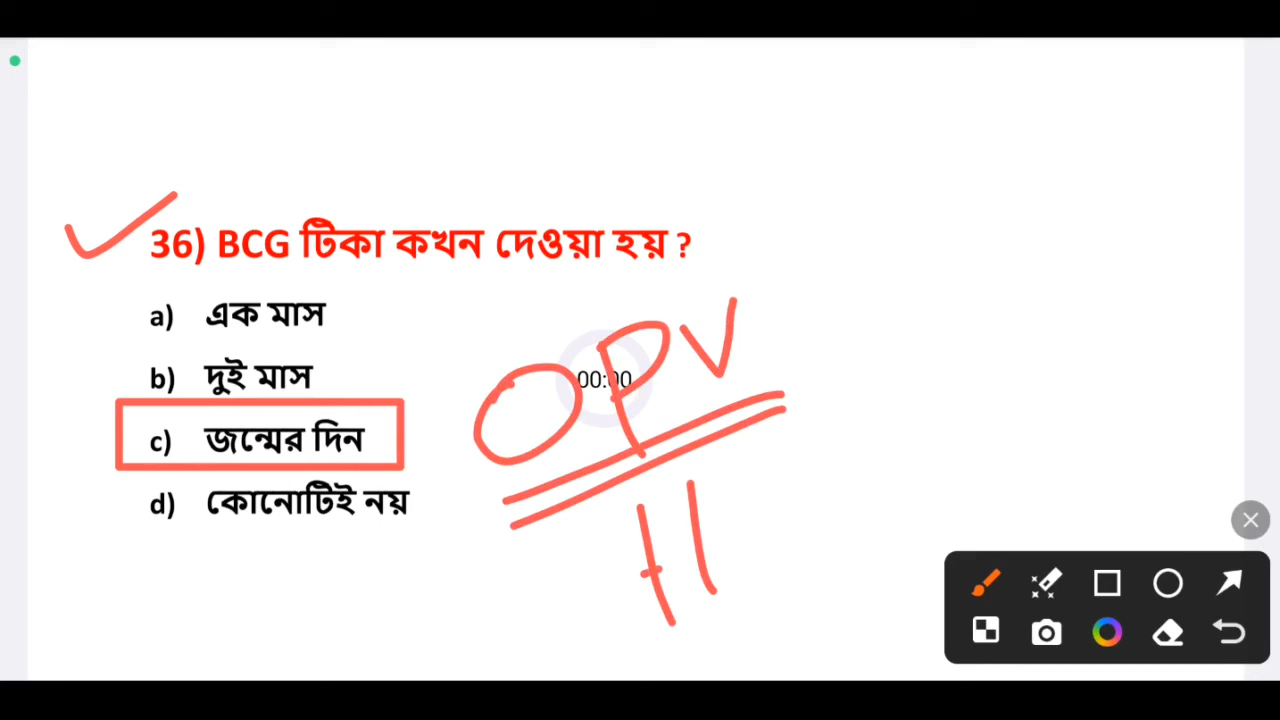 36) BCG টিকা কখন দেওয়া হয় ?
a) এক মাস
b) দুই মাস
c) জন্মের দিন
d) কোনোটিই নয়
OPV
00:00